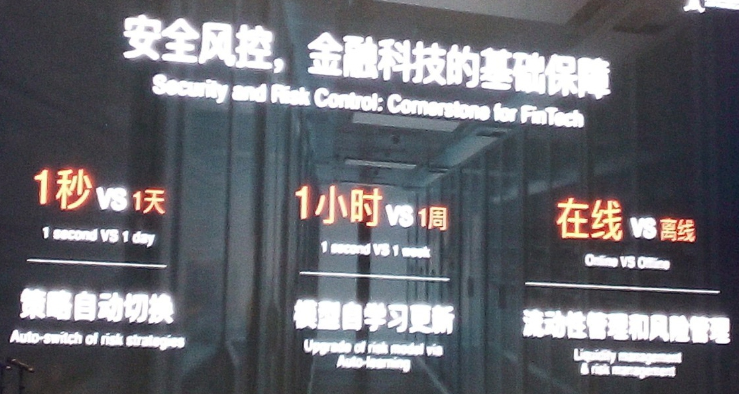 安全风控，金融科技的基础保障
Security and Risk Control: Cornerstone for FinTech
1秒 VS 1天
1 second VS 1 day
策略自动切换
Auto-switch of risk strategies
1小时 VS 1周
1 second VS 1 week
模型自学习更新
Upgrade of risk model via
Auto-learning
在线 VS 离线
Online VS Offline
流动性管理和风险管理
Liquidity management
& risk management